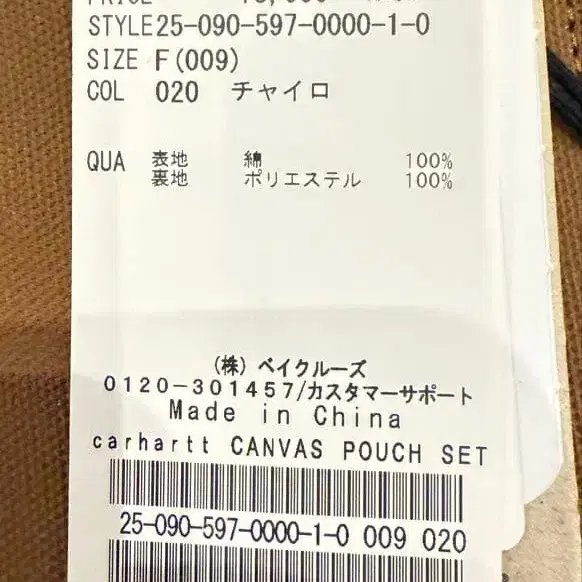 PRICE
STYLE25-090-597-0000-1-0
SIZE F(009)
COL 020 チャイロ
QUA 表地 綿 100%
裏地 ポリエステル 100%
(株) ベイクルーズ
0120-301457/カスタマーサポート
Made in China
carhartt CANVAS POUCH SET
25-090-597-0000-1-0 009 020